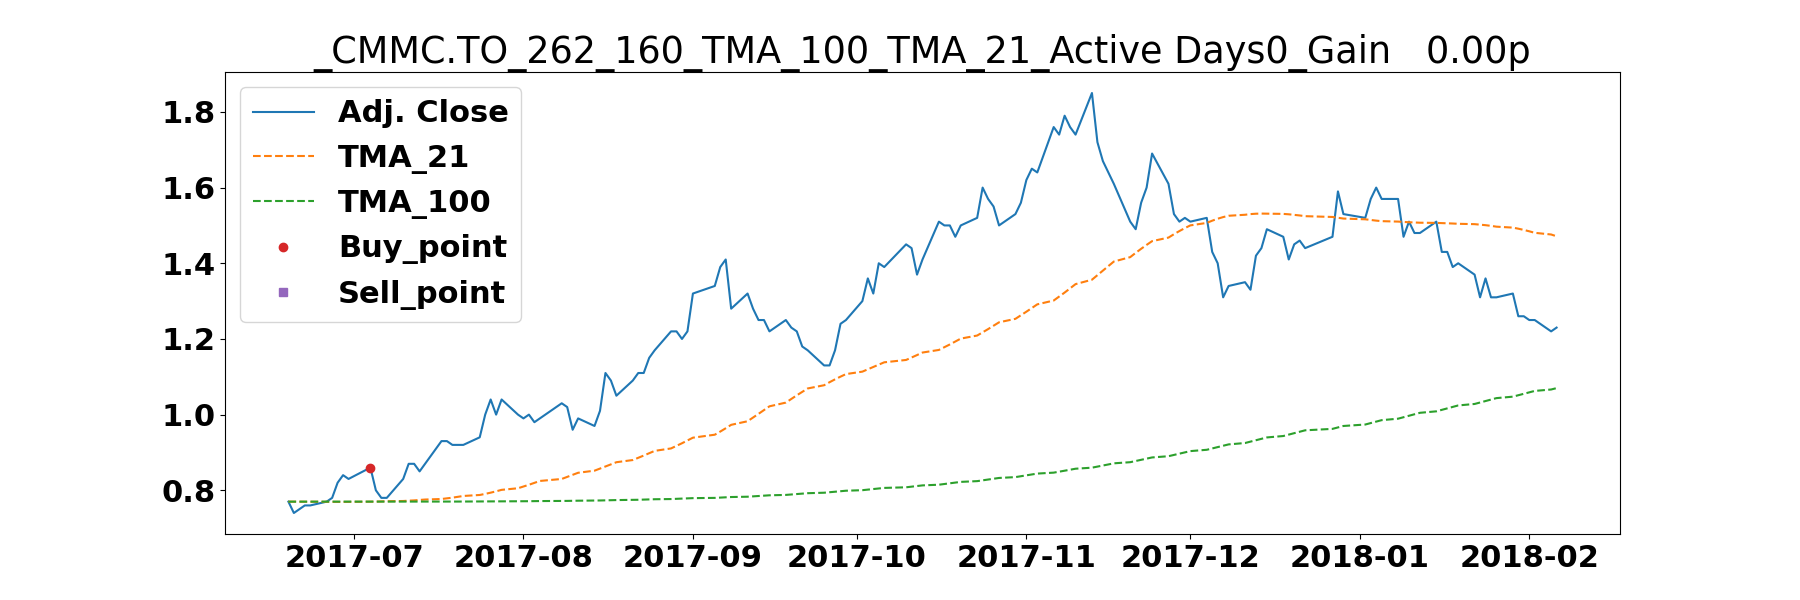 _CMMC.TO_262_160_TMA_100_TMA_21_Active Days0_Gain   0.00p
1.8
1.6
1.4
1.2
1.0
0.8
Adj. Close
TMA_21
TMA_100
Buy_point
Sell_point
2017-07 2017-08 2017-09 2017-10 2017-11 2017-12 2018-01 2018-02